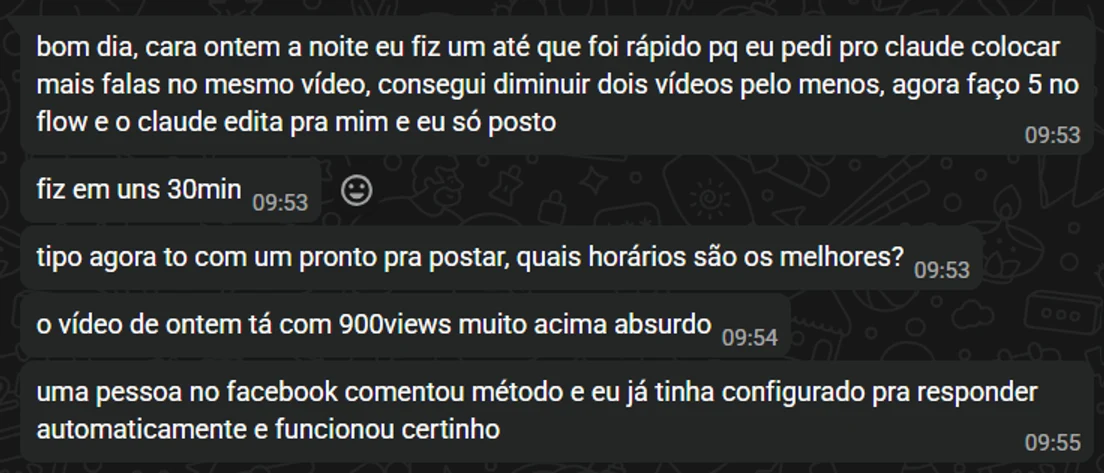 bom dia, cara ontem a noite eu fiz um até que foi rápido pq eu pedi pro claude colocar
mais falas no mesmo vídeo, consegui diminuir dois vídeos pelo menos, agora faço 5 no
flow e o claude edita pra mim e eu só posto
09:53
fiz em uns 30min 09:53
tipo agora to com um pronto pra postar, quais horários são os melhores? 09:53
o vídeo de ontem tá com 900views muito acima absurdo 09:54
uma pessoa no facebook comentou método e eu já tinha configurado pra responder
automaticamente e funcionou certinho
09:55